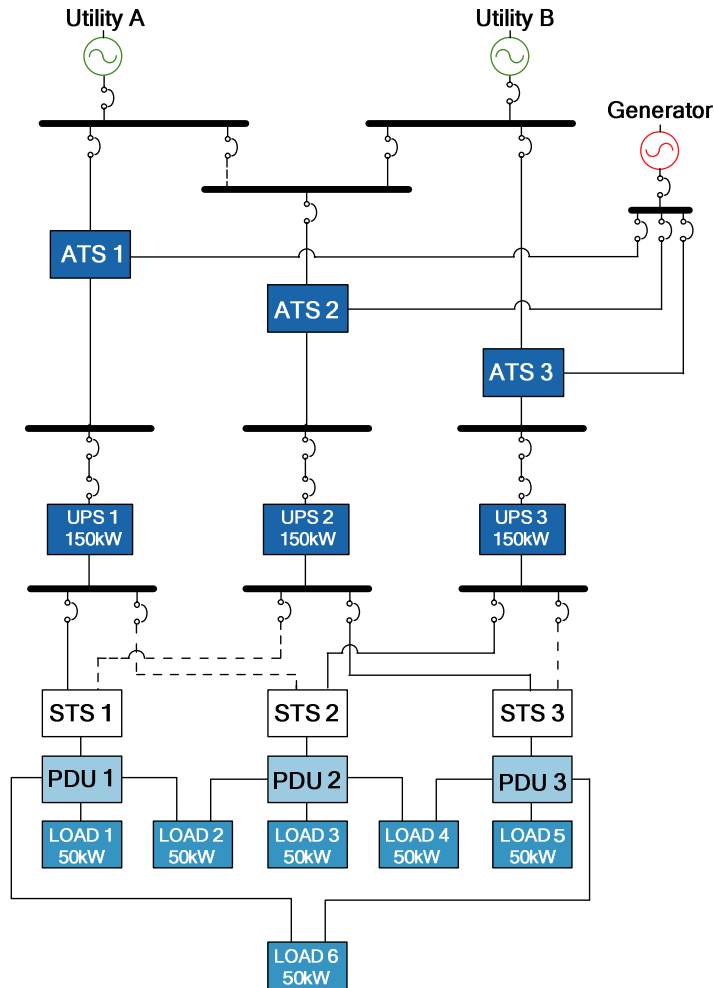 Utility A
Utility B
Generator
ATS 1
ATS 2
ATS 3
UPS 1
150kW
UPS 2
150kW
UPS 3
150kW
STS 1
STS 2
STS 3
PDU 1
PDU 2
PDU 3
LOAD 1
50kW
LOAD 2
50kW
LOAD 3
50kW
LOAD 4
50kW
LOAD 5
50kW
LOAD 6
50kW